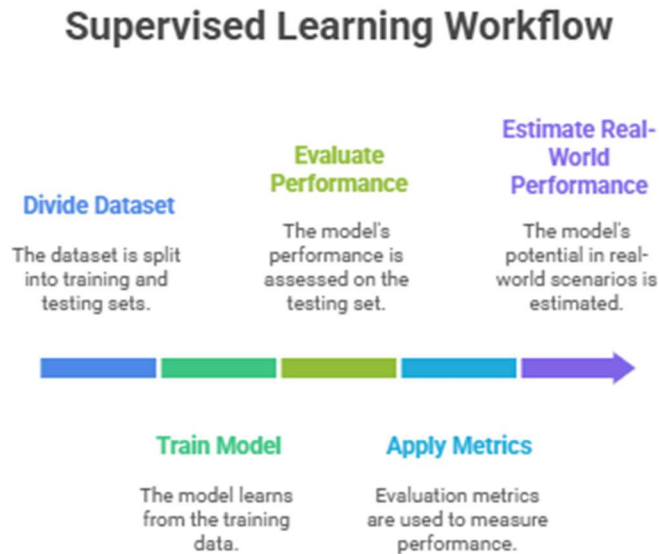 Supervised Learning Workflow
Divide Dataset
The dataset is split
into training and
testing sets.
Train Model
The model learns
from the training
data.
Evaluate
Performance
The model's
performance is
assessed on the
testing set.
Apply Metrics
Evaluation metrics
are used to measure
performance.
Estimate Real-
World
Performance
The model's
potential in real-
world scenarios is
estimated.